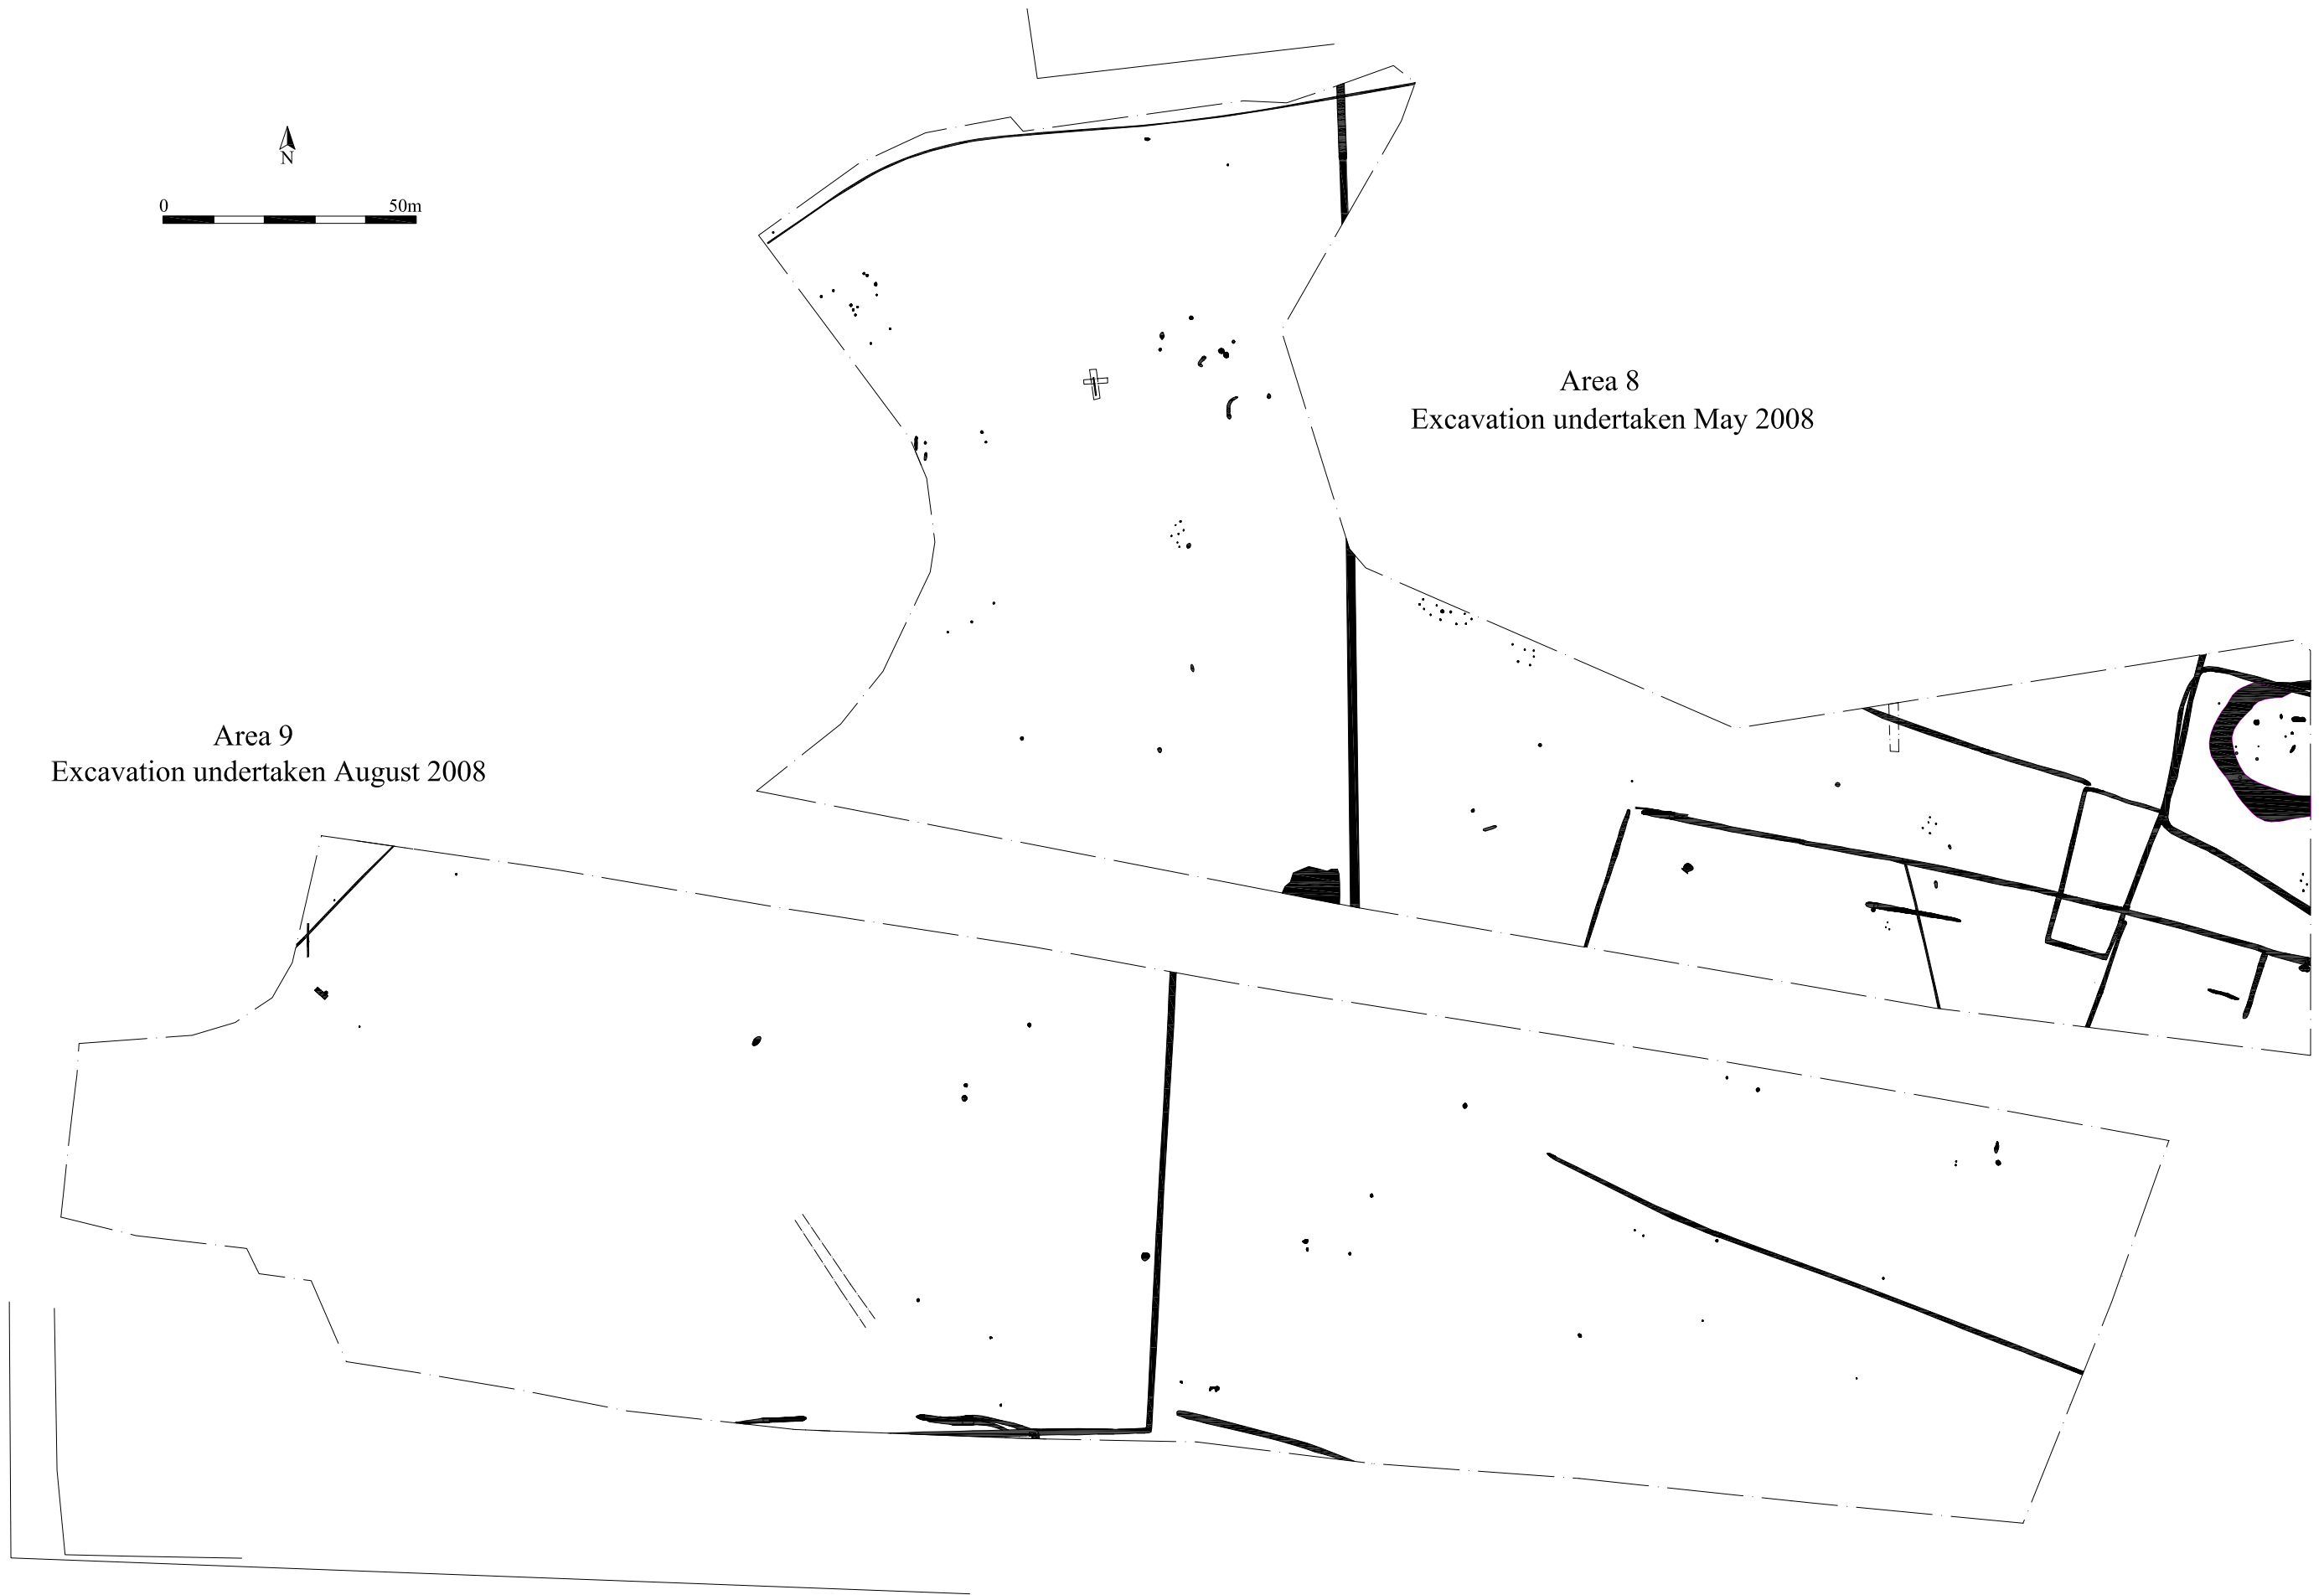 N
0 50m
Area 8
Excavation undertaken May 2008
Area 9
Excavation undertaken August 2008